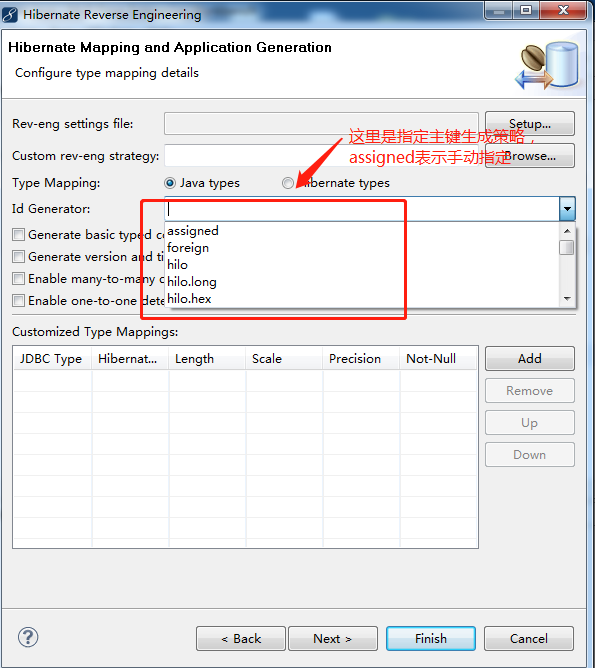 Hibernate Reverse Engineering
Hibernate Mapping and Application Generation
Configure type mapping details
Rev-eng settings file:
Setup...
这里是指定主键生成策略，
assigned表示手动指定
Custom rev-eng strategy:
Browse...
Type Mapping:
Java types
Hibernate types
Id Generator:
assigned
foreign
hilo
hilo.long
hilo.hex
Generate basic typed co
Generate version and ti
Enable many-to-many
Enable one-to-one dete
Customized Type Mappings:
JDBC Type
Hibernat...
Length
Scale
Precision
Not-Null
Add
Remove
Up
Down
?
< Back
Next >
Finish
Cancel